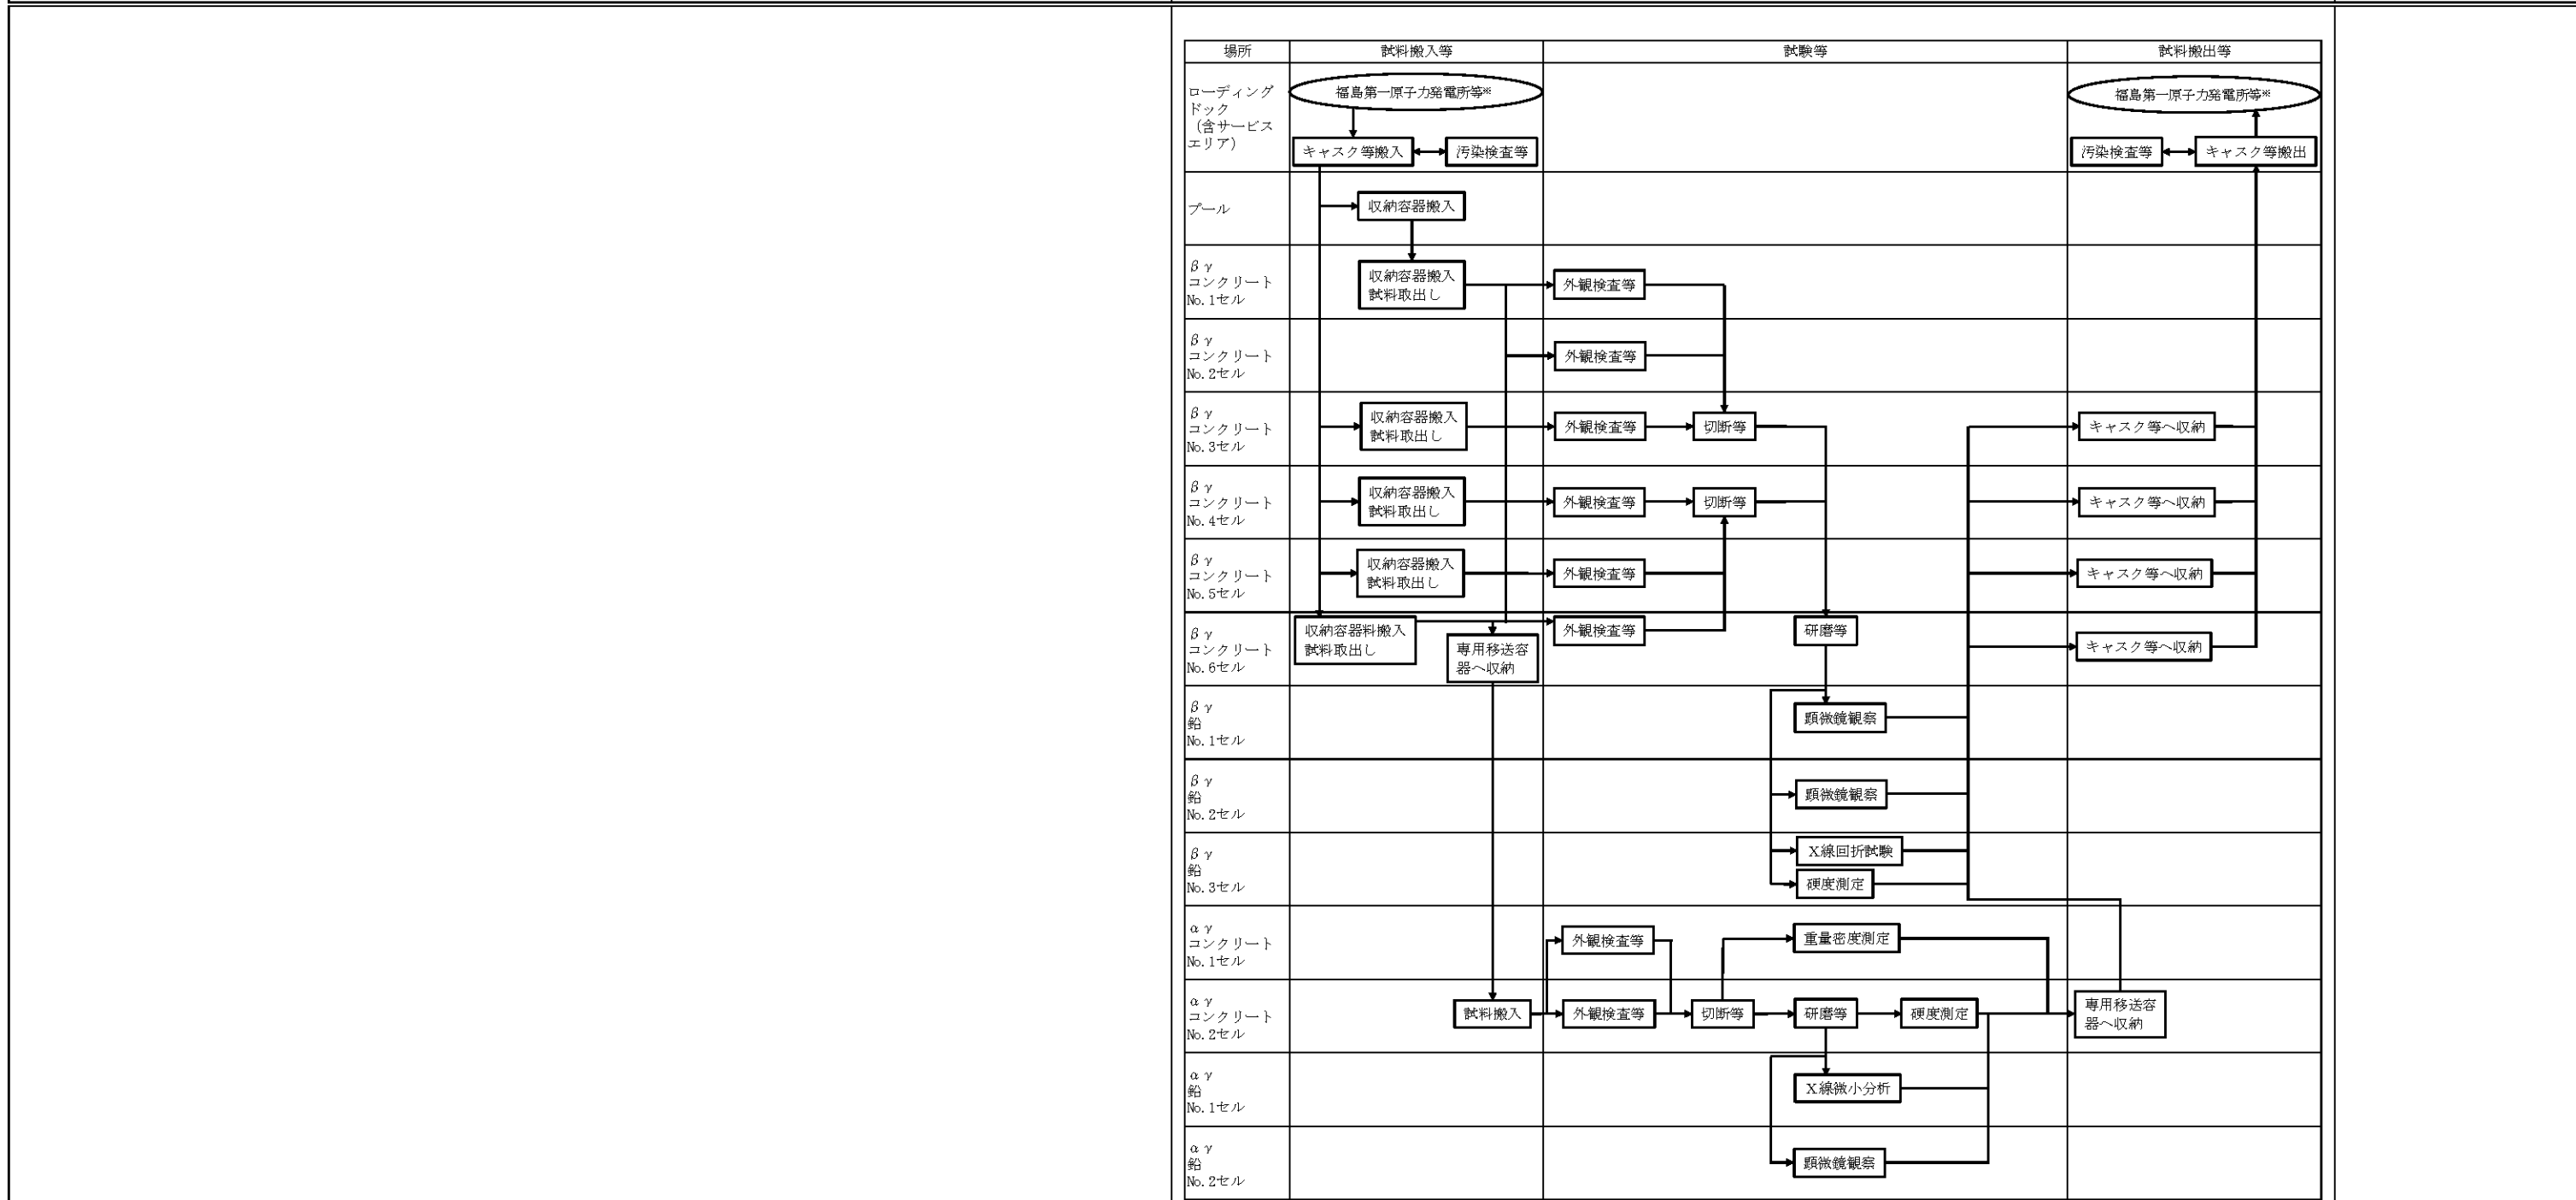 場所 試料搬入等 試験等 試料搬出等
ローディング
ドック
（含サービス
エリア）
福島第一原子力発電所等※
福島第一原子力発電所等※
キャスク等搬入 汚染検査等
汚染検査等 キャスク等搬出
プール
収納容器搬入
βγ
コンクリート
No.1セル
収納容器搬入
試料取出し
外観検査等
βγ
コンクリート
No.2セル
外観検査等
βγ
コンクリート
No.3セル
収納容器搬入
試料取出し
外観検査等 切断等 キャスク等へ収納
βγ
コンクリート
No.4セル
収納容器搬入
試料取出し
外観検査等 切断等 キャスク等へ収納
βγ
コンクリート
No.5セル
収納容器搬入
試料取出し
外観検査等 キャスク等へ収納
βγ
コンクリート
No.6セル
収納容器料搬入
試料取出し
専用移送容
器へ収納
外観検査等 研磨等 キャスク等へ収納
βγ
鉛
No.1セル
顕微鏡観察
βγ
鉛
No.2セル
顕微鏡観察
βγ
鉛
No.3セル
X線回折試験
硬度測定
αγ
コンクリート
No.1セル
外観検査等 重量密度測定
αγ
コンクリート
No.2セル
試料搬入 外観検査等 切断等 研磨等 硬度測定
専用移送容
器へ収納
αγ
鉛
No.1セル
X線微小分析
αγ
鉛
No.2セル
顕微鏡観察